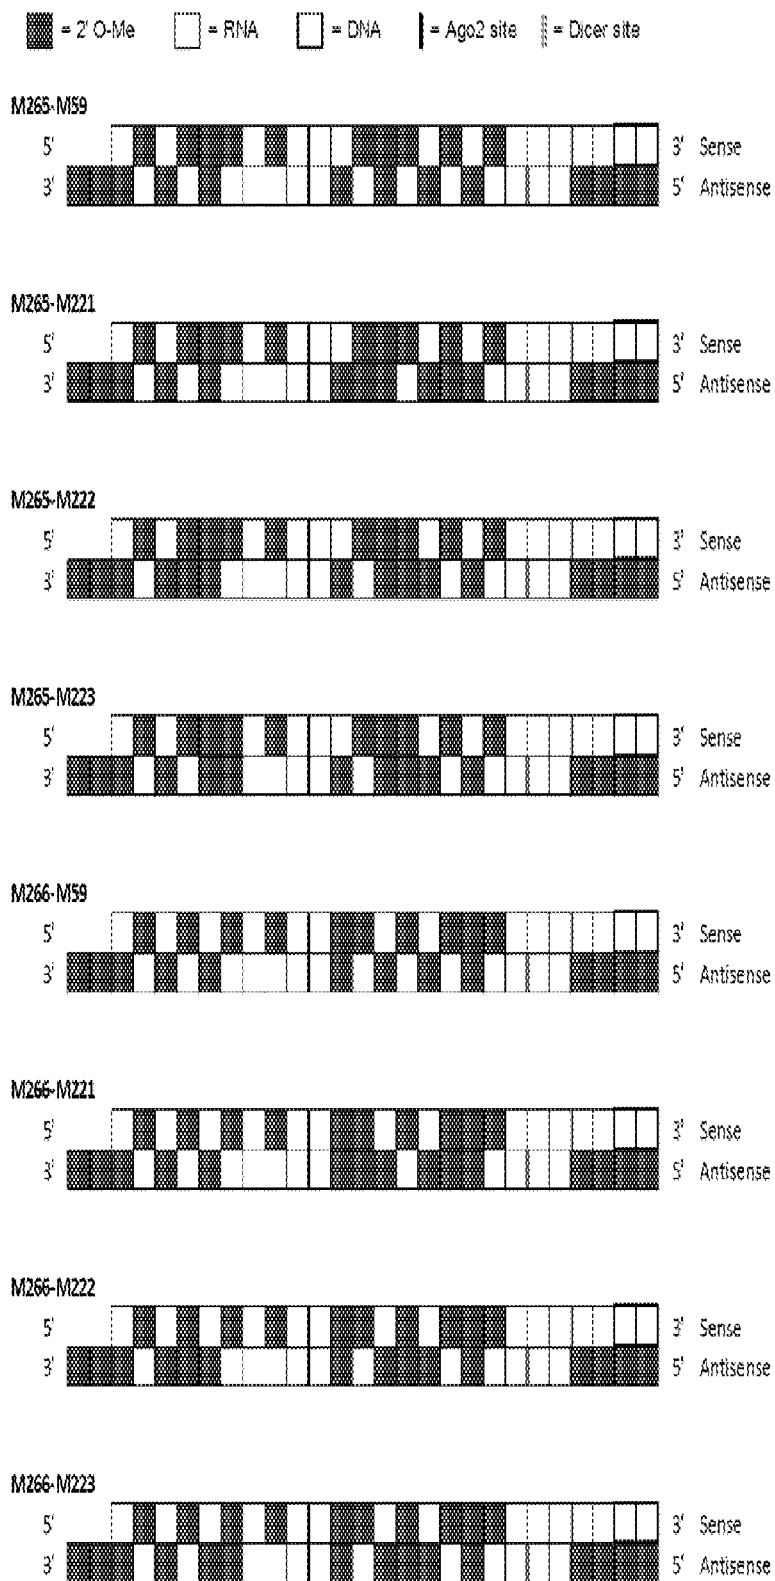 = 2' O-Me = RNA = DNA = Ago2 site = Dicer site
M265-M59
5' 3' Sense
3' 5' Antisense
M265-M221
5' 3' Sense
3' 5' Antisense
M265-M222
5' 3' Sense
3' 5' Antisense
M265-M223
5' 3' Sense
3' 5' Antisense
M266-M59
5' 3' Sense
3' 5' Antisense
M266-M221
5' 3' Sense
3' 5' Antisense
M266-M222
5' 3' Sense
3' 5' Antisense
M266-M223
5' 3' Sense
3' 5' Antisense